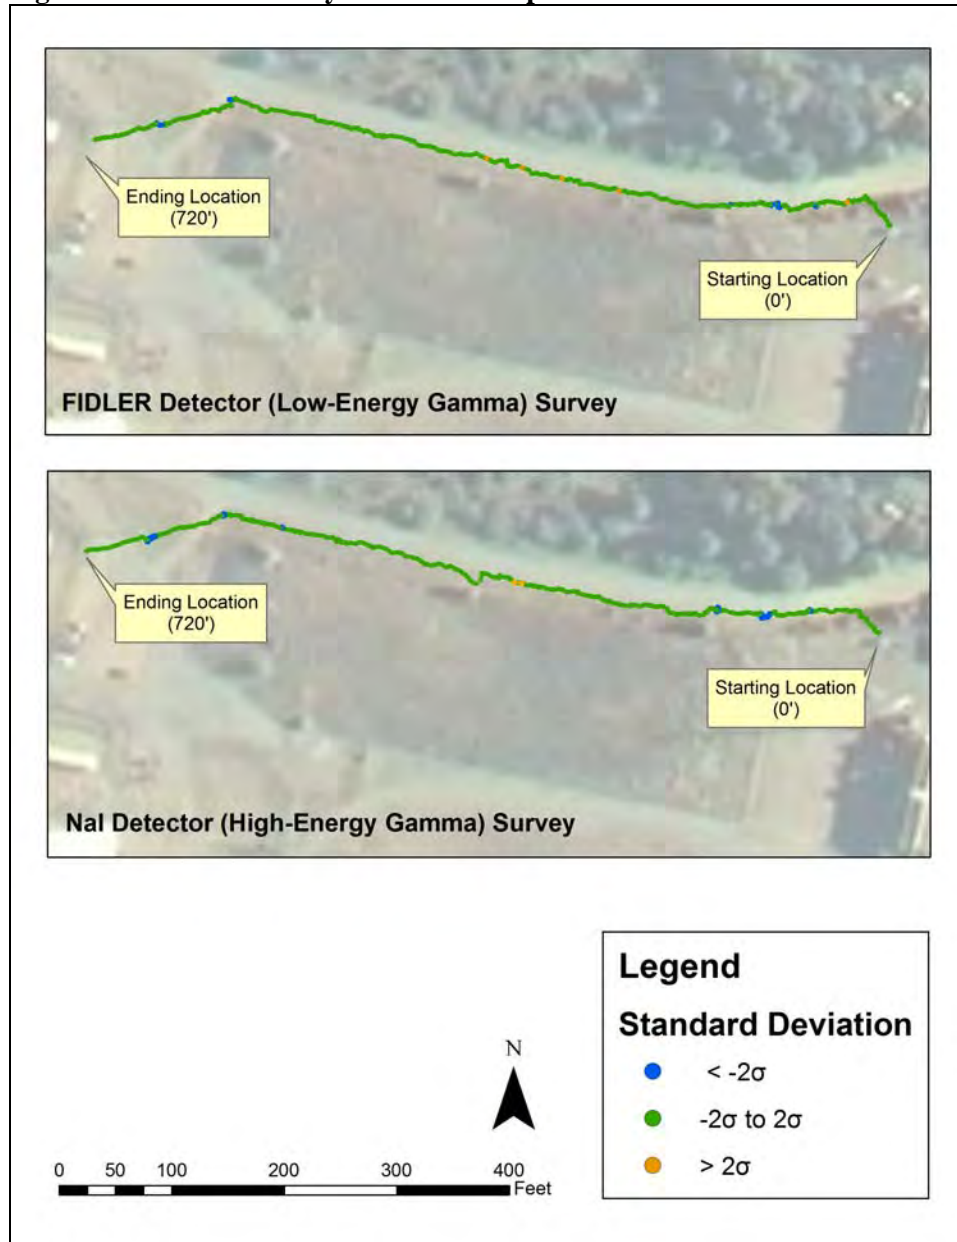 Ending Location
(720')
Starting Location
(0')
FIDLER Detector (Low-Energy Gamma) Survey
Ending Location
(720')
Starting Location
(0')
NaI Detector (High-Energy Gamma) Survey
Legend
Standard Deviation
< -2σ
-2σ to 2σ
> 2σ
N
0 50 100 200 300 400
Feet